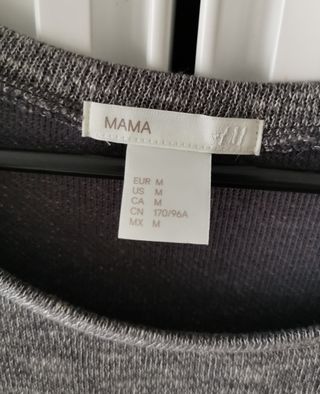 MAMA H&M
EUR M
US M
CA M
CN 170/96A
MX M